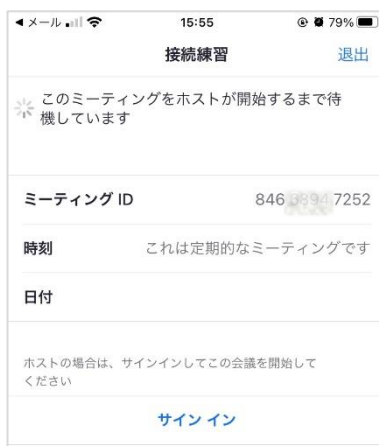 メール 15:55 79%
接続練習 退出
このミーティングをホストが開始するまで待
機しています
ミーティング ID 846 7252
時刻 これは定期的なミーティングです
日付
ホストの場合は、サインインしてこの会議を開始して
ください
サイン イン